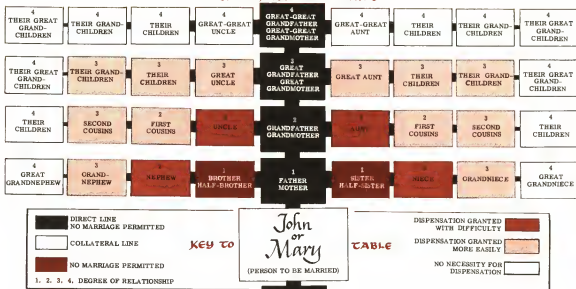 4 4 4 4 4 4 4 4 4
THEIR GREAT THEIR GRAND- THEIR GREAT-GREAT GREAT-GREAT GREAT-GREAT THEIR THEIR GRAND- THEIR GREAT
GRAND- CHILDREN CHILDREN UNCLE GRANDFATHER AUNT CHILDREN CHILDREN GRAND-
CHILDREN GREAT-GREAT CHILDREN
GRANDMOTHER
4 3 3 3 3 3 3 3 4
THEIR GREAT THEIR GRAND- THEIR GREAT GREAT GREAT AUNT THEIR THEIR GRAND- THEIR GREAT
GRAND- CHILDREN CHILDREN UNCLE GRANDFATHER CHILDREN CHILDREN GRAND-
CHILDREN GREAT CHILDREN
GRANDMOTHER
4 3 2 2 2 3 4
THEIR SECOND FIRST UNCLE GRANDFATHER FIRST SECOND THEIR
CHILDREN COUSINS COUSINS GRANDMOTHER COUSINS COUSINS CHILDREN
4 3 1 1 1 3 4
GREAT GRAND- NEPHEW BROTHER FATHER SISTER NIECE GRANDNIECE GREAT
GRANDNEPHEW NEPHEW HALF-BROTHER MOTHER HALF-SISTER GRANDNIECE
DIRECT LINE
NO MARRIAGE PERMITTED
COLLATERAL LINE
NO MARRIAGE PERMITTED
1, 2, 3, 4, DEGREE OF RELATIONSHIP
KEY TO
John
or
Mary
(PERSON TO BE MARRIED)
TABLE
DISPENSATION GRANTED
WITH DIFFICULTY
DISPENSATION GRANTED
MORE EASILY
NO NECESSITY FOR
DISPENSATION